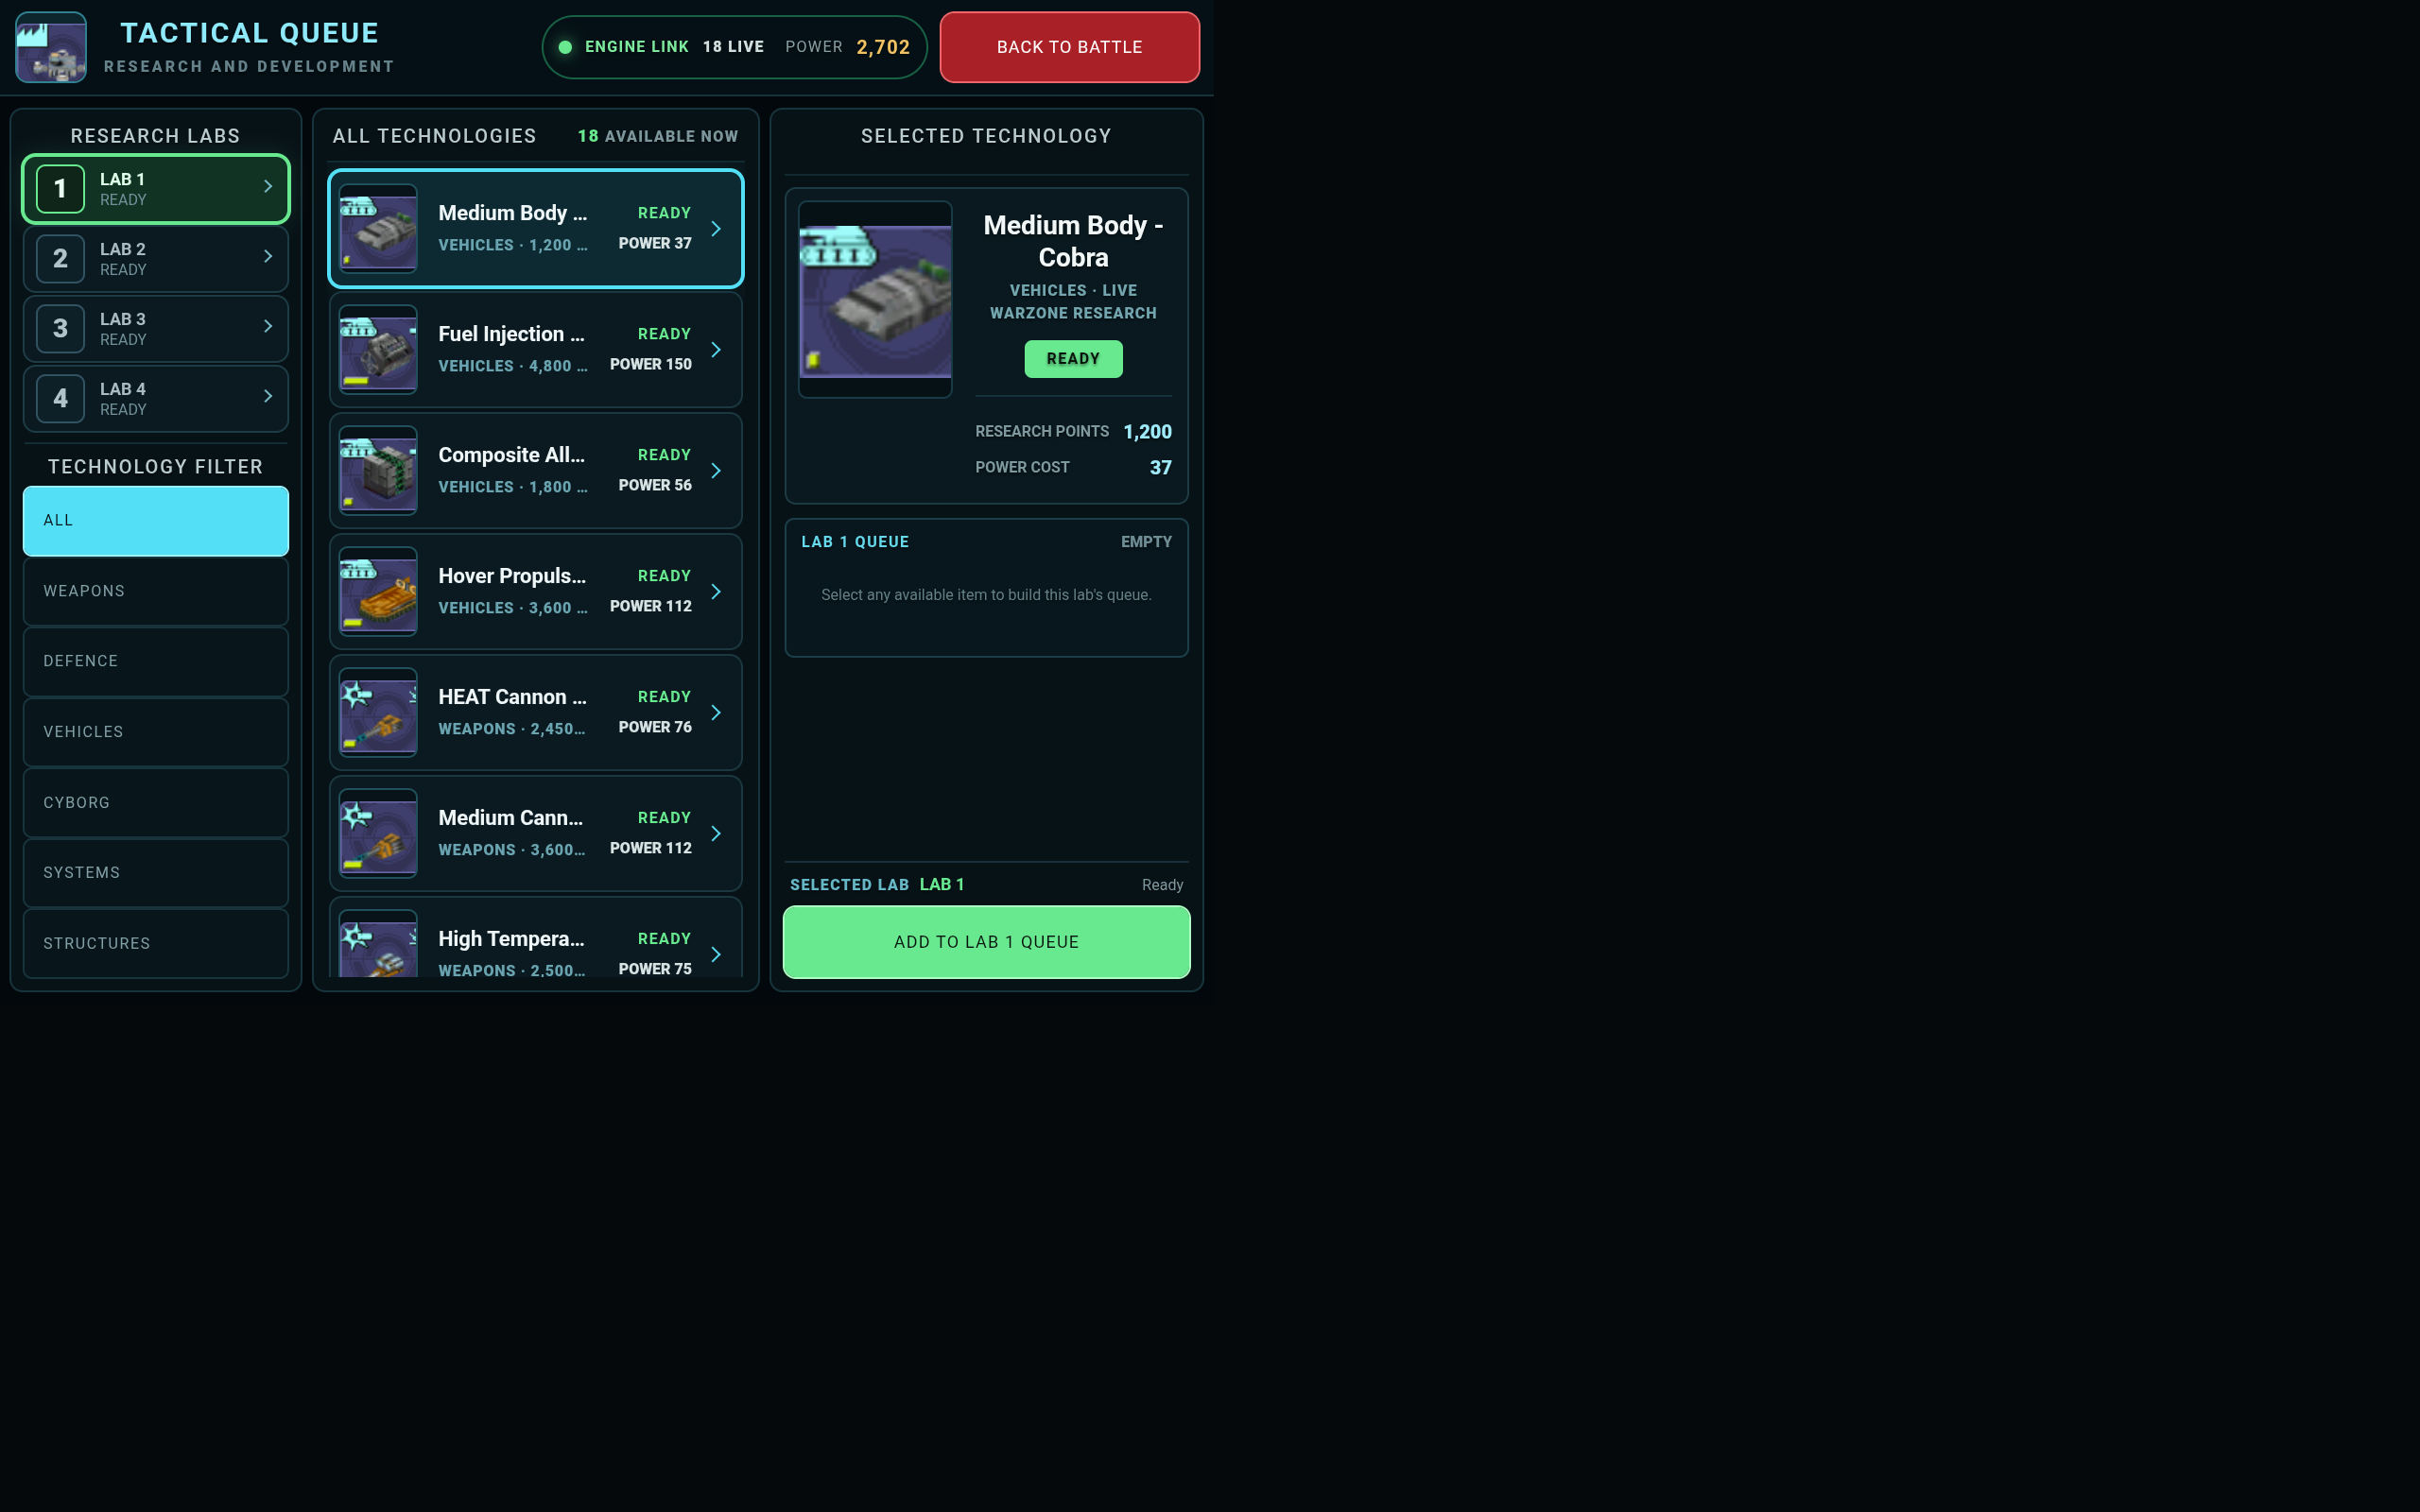 TACTICAL QUEUE
RESEARCH AND DEVELOPMENT
ENGINE LINK 18 LIVE POWER 2,702
BACK TO BATTLE
RESEARCH LABS
1 LAB 1
READY
2 LAB 2
READY
3 LAB 3
READY
4 LAB 4
READY
TECHNOLOGY FILTER
ALL
WEAPONS
DEFENCE
VEHICLES
CYBORG
SYSTEMS
STRUCTURES
ALL TECHNOLOGIES 18 AVAILABLE NOW
Medium Body ... READY
VEHICLES · 1,200 ... POWER 37
Fuel Injection ... READY
VEHICLES · 4,800 ... POWER 150
Composite All... READY
VEHICLES · 1,800 ... POWER 56
Hover Propuls... READY
VEHICLES · 3,600 ... POWER 112
HEAT Cannon ... READY
WEAPONS · 2,450... POWER 76
Medium Cann... READY
WEAPONS · 3,600... POWER 112
High Tempera... READY
WEAPONS · 2,500... POWER 75
SELECTED TECHNOLOGY
Medium Body -
Cobra
VEHICLES · LIVE
WARZONE RESEARCH
READY
RESEARCH POINTS 1,200
POWER COST 37
LAB 1 QUEUE EMPTY
Select any available item to build this lab's queue.
SELECTED LAB LAB 1 Ready
ADD TO LAB 1 QUEUE